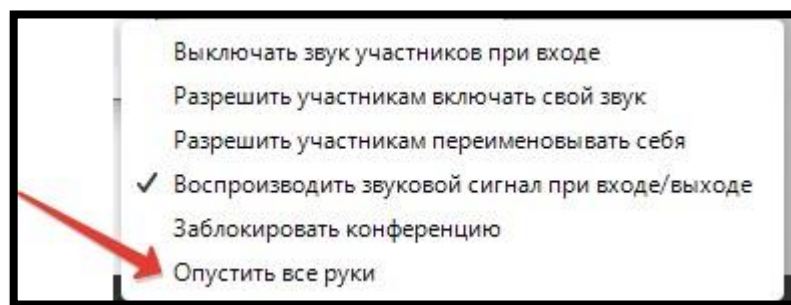 Выключать звук участников при входе
Разрешить участникам включать свой звук
Разрешить участникам переименовывать себя
Воспроизводить звуковой сигнал при входе/выходе
Заблокировать конференцию
Опустить все руки